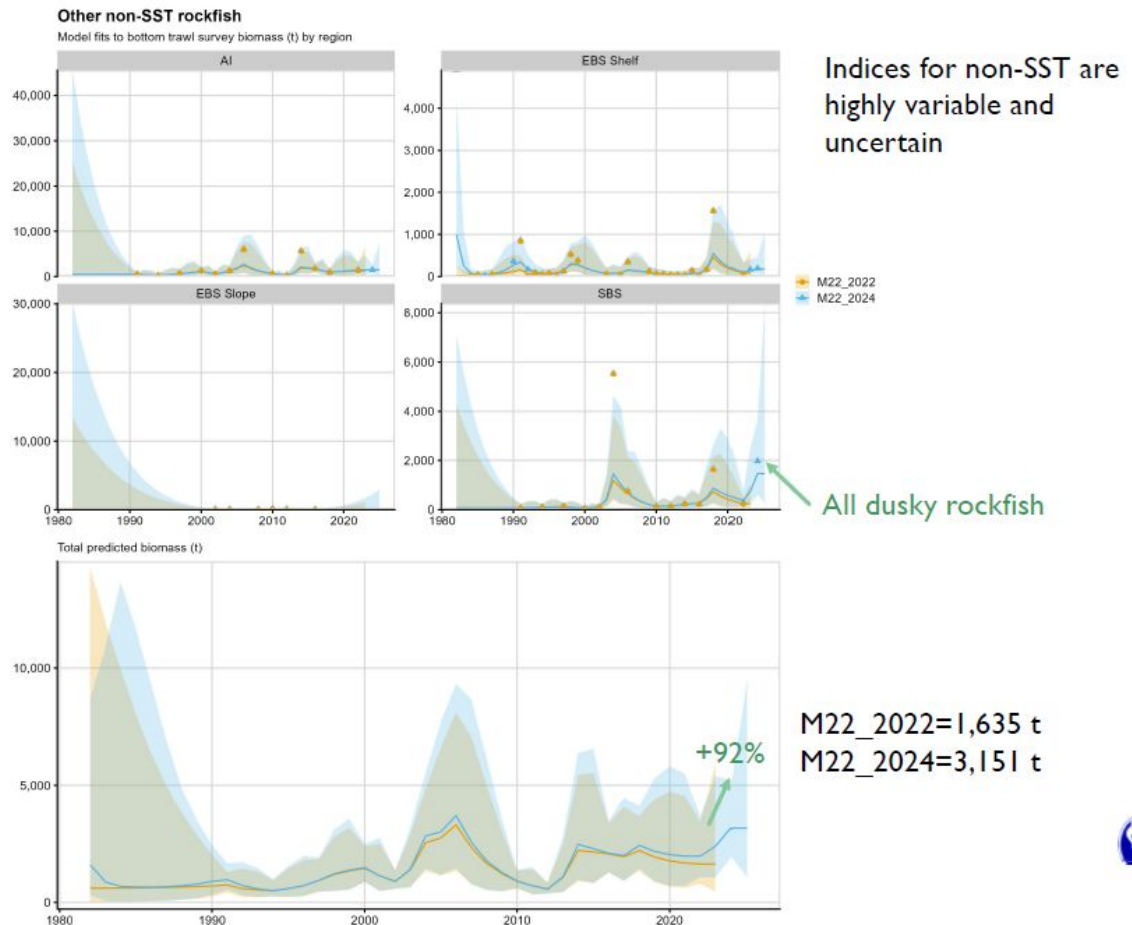 Other non-SST rockfish
Model fits to bottom trawl survey biomass (t) by region
AI
EBS Shelf
40,000
30,000
20,000
10,000
0
4,000
3,000
2,000
1,000
0
Indices for non-SST are
highly variable and
uncertain
EBS Slope
SBS
M22_2022
M22_2024
30,000
20,000
10,000
0
8,000
6,000
4,000
2,000
0
1980 1990 2000 2010 2020
1980 1990 2000 2010 2020
All dusky rockfish
Total predicted biomass (t)
10,000
5,000
0
+92%
M22_2022=1,635 t
M22_2024=3,151 t
1980 1990 2000 2010 2020